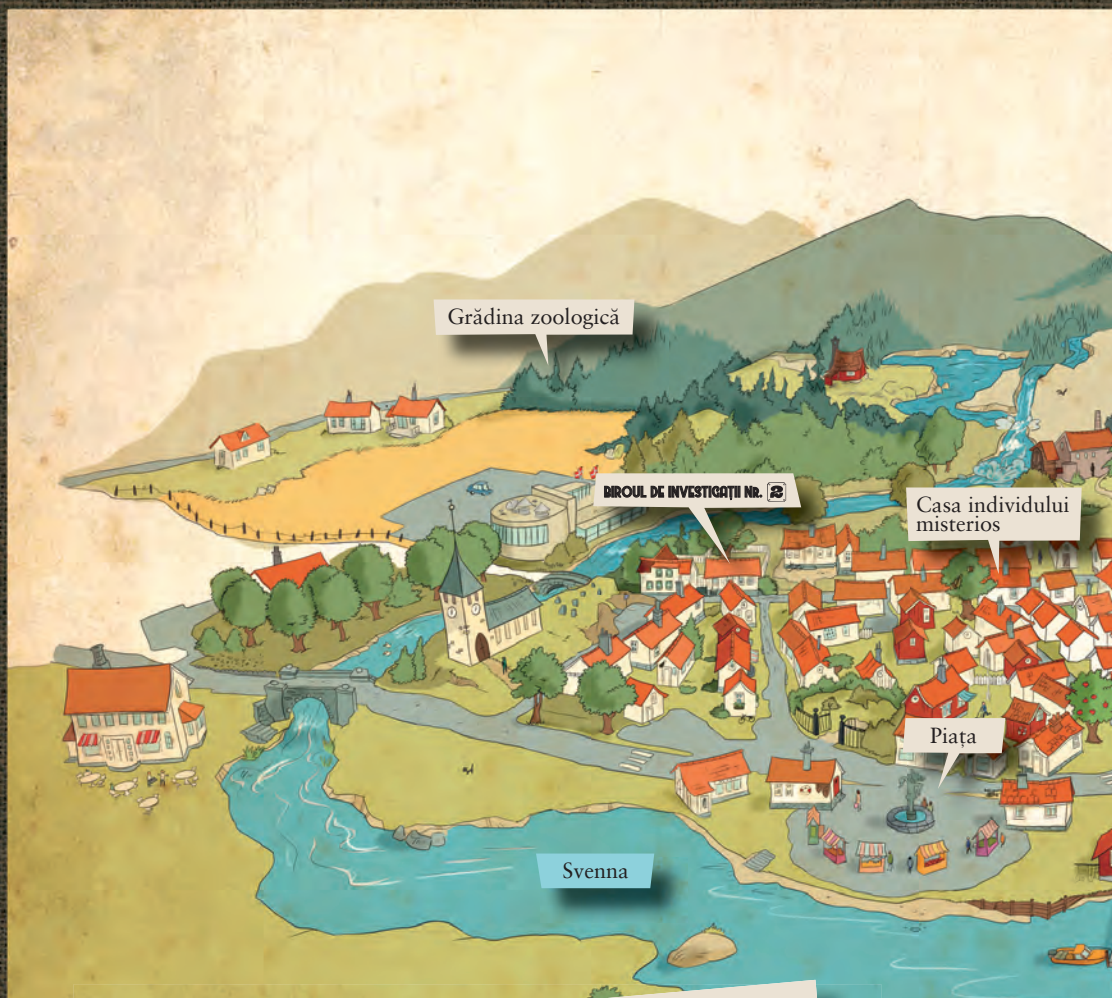 Grădina zoologică
BIROUL DE INVESTIGAȚII NR. 2
Casa individului
misterios
Piața
Svenna